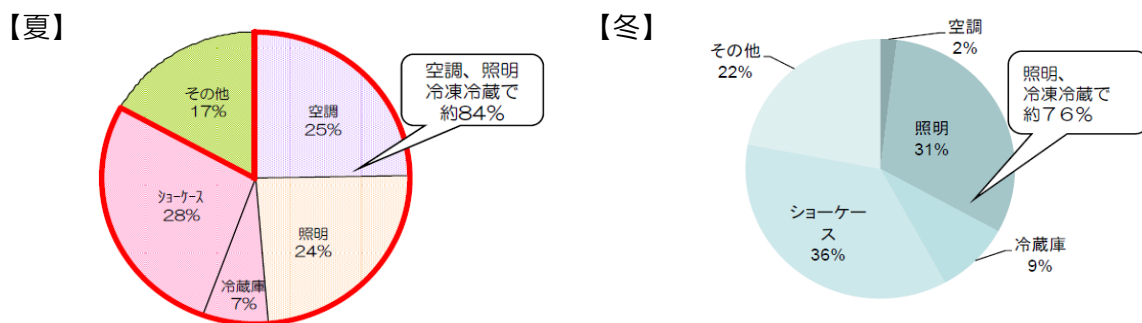 【夏】
空調
25%
照明
24%
冷蔵庫
7%
ｼｮｰｹｰｽ
28%
その他
17%
空調、照明
冷凍冷蔵で
約84%
【冬】
空調
2%
照明
31%
冷蔵庫
9%
ショーケー
ス
36%
その他
22%
照明、
冷凍冷蔵で
約７６％